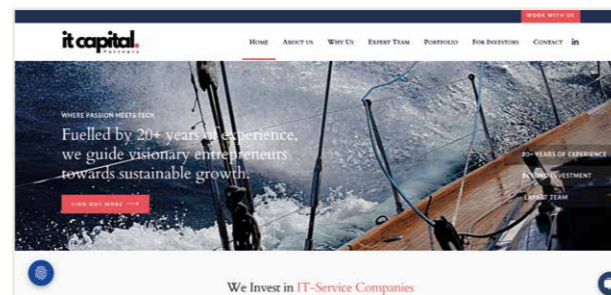 WORK WITH US
it capital.
Partners
HOME ABOUT US WHY US EXPERT TEAM PORTFOLIO FOR INVESTORS CONTACT in
WHERE PASSION MEETS TECH
Fuelled by 20+ years of experience,
we guide visionary entrepreneurs
towards sustainable growth.
FIND OUT MORE
20+ YEARS OF EXPERIENCE
BEYOND INVESTMENT
EXPERT TEAM
We Invest in IT-Service Companies